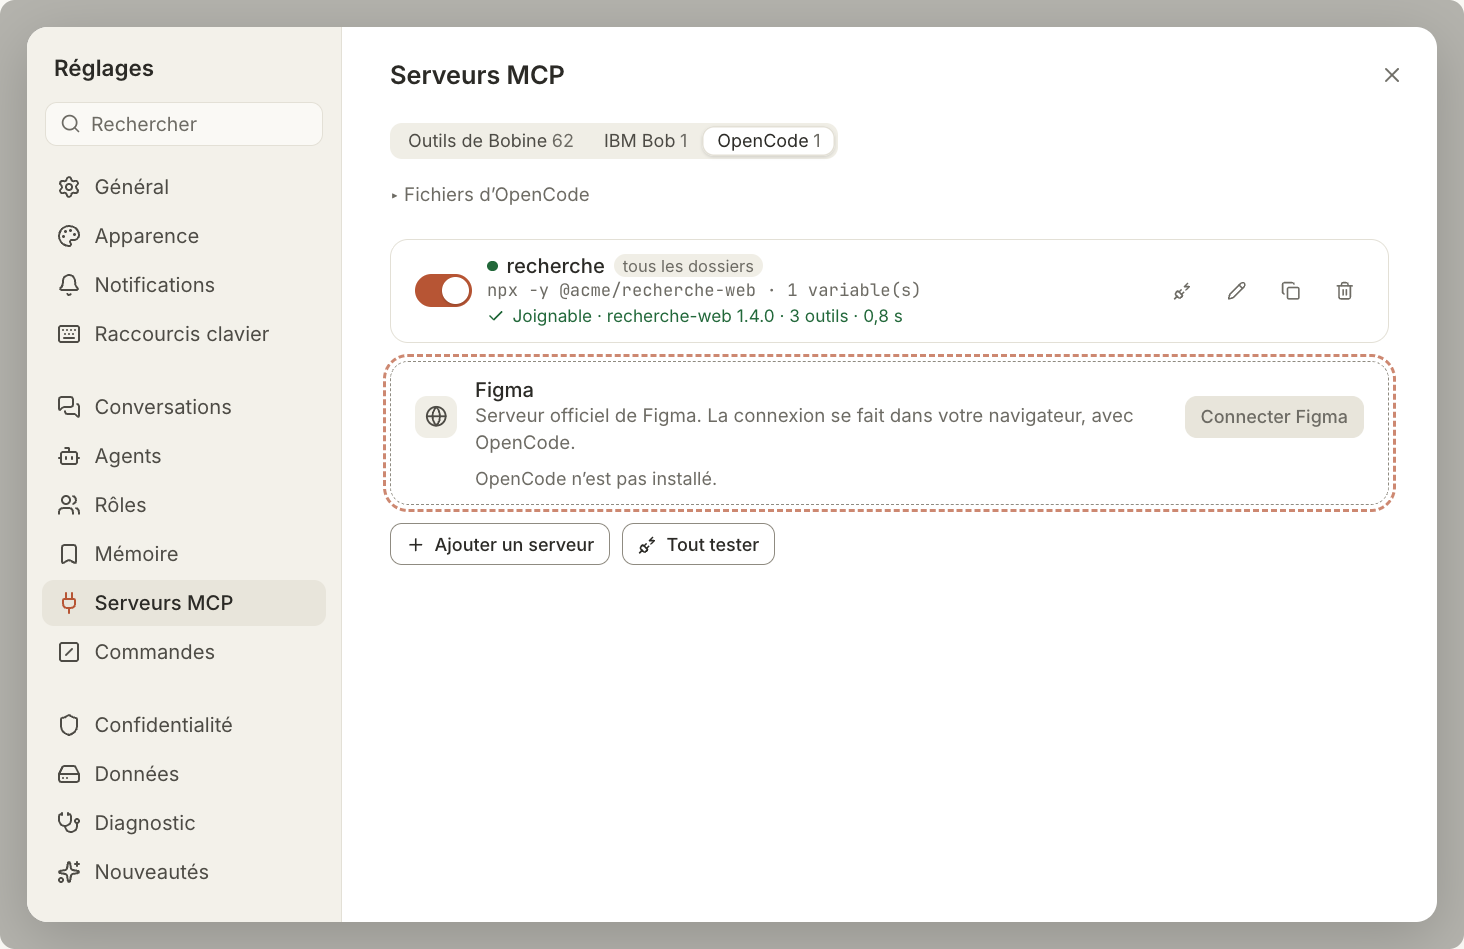 Réglages
Rechercher
Général
Apparence
Notifications
Raccourcis clavier
Conversations
Agents
Rôles
Mémoire
Serveurs MCP
Commandes
Confidentialité
Données
Diagnostic
Nouveautés
Serveurs MCP
Outils de Bobine 62 IBM Bob 1 OpenCode 1
Fichiers d’OpenCode
recherche tous les dossiers
npx -y @acme/recherche-web · 1 variable(s)
Joignable · recherche-web 1.4.0 · 3 outils · 0,8 s
Figma
Serveur officiel de Figma. La connexion se fait dans votre navigateur, avec
OpenCode.
OpenCode n’est pas installé.
Connecter Figma
Ajouter un serveur Tout tester